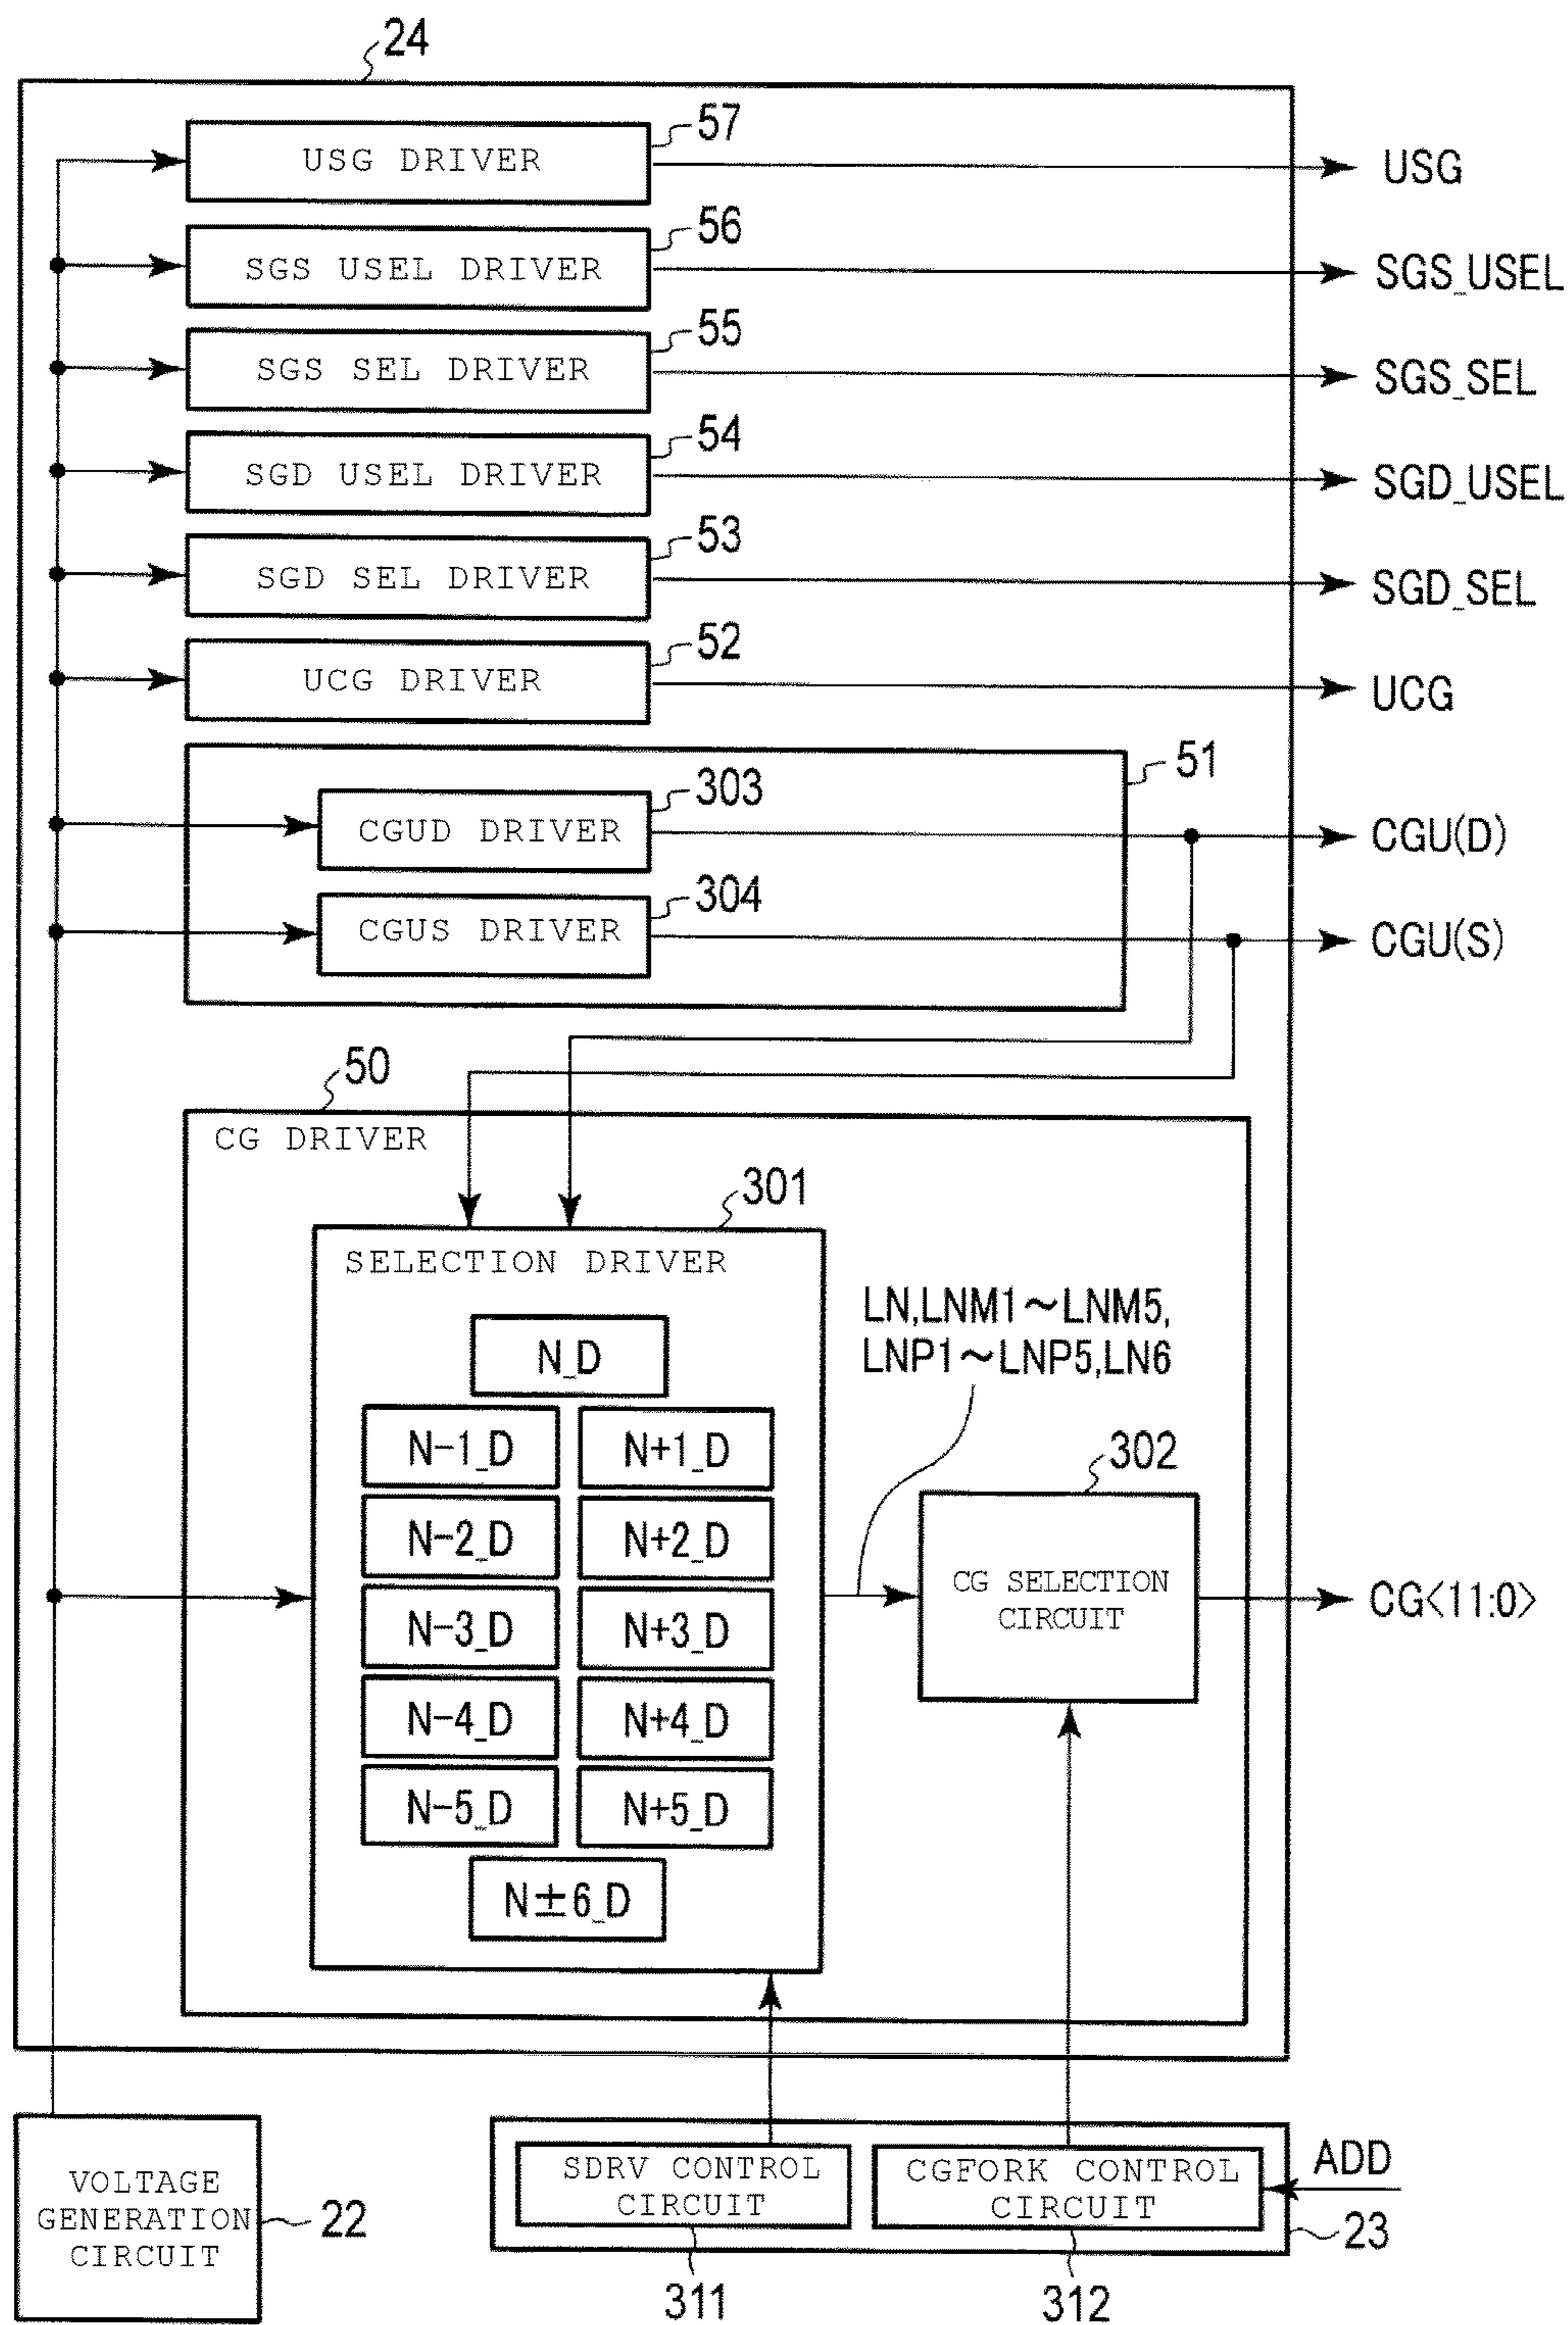 24
USG DRIVER
57
USG
SGS USEL DRIVER
56
SGS_USEL
SGS SEL DRIVER
55
SGS_SEL
SGD USEL DRIVER
54
SGD_USEL
SGD SEL DRIVER
53
SGD_SEL
UCG DRIVER
52
UCG
51
CGUD DRIVER
303
CGU(D)
CGUS DRIVER
304
CGU(S)
50
CG DRIVER
301
SELECTION DRIVER
N_D
N−1_D
N+1_D
N−2_D
N+2_D
N−3_D
N+3_D
N−4_D
N+4_D
N−5_D
N+5_D
N±6_D
LN,LNM1~LNM5,
LNP1~LNP5,LN6
302
CG SELECTION
CIRCUIT
CG<11:0>
VOLTAGE
GENERATION
CIRCUIT
22
SDRV CONTROL
CIRCUIT
311
CGFORK CONTROL
CIRCUIT
312
ADD
23